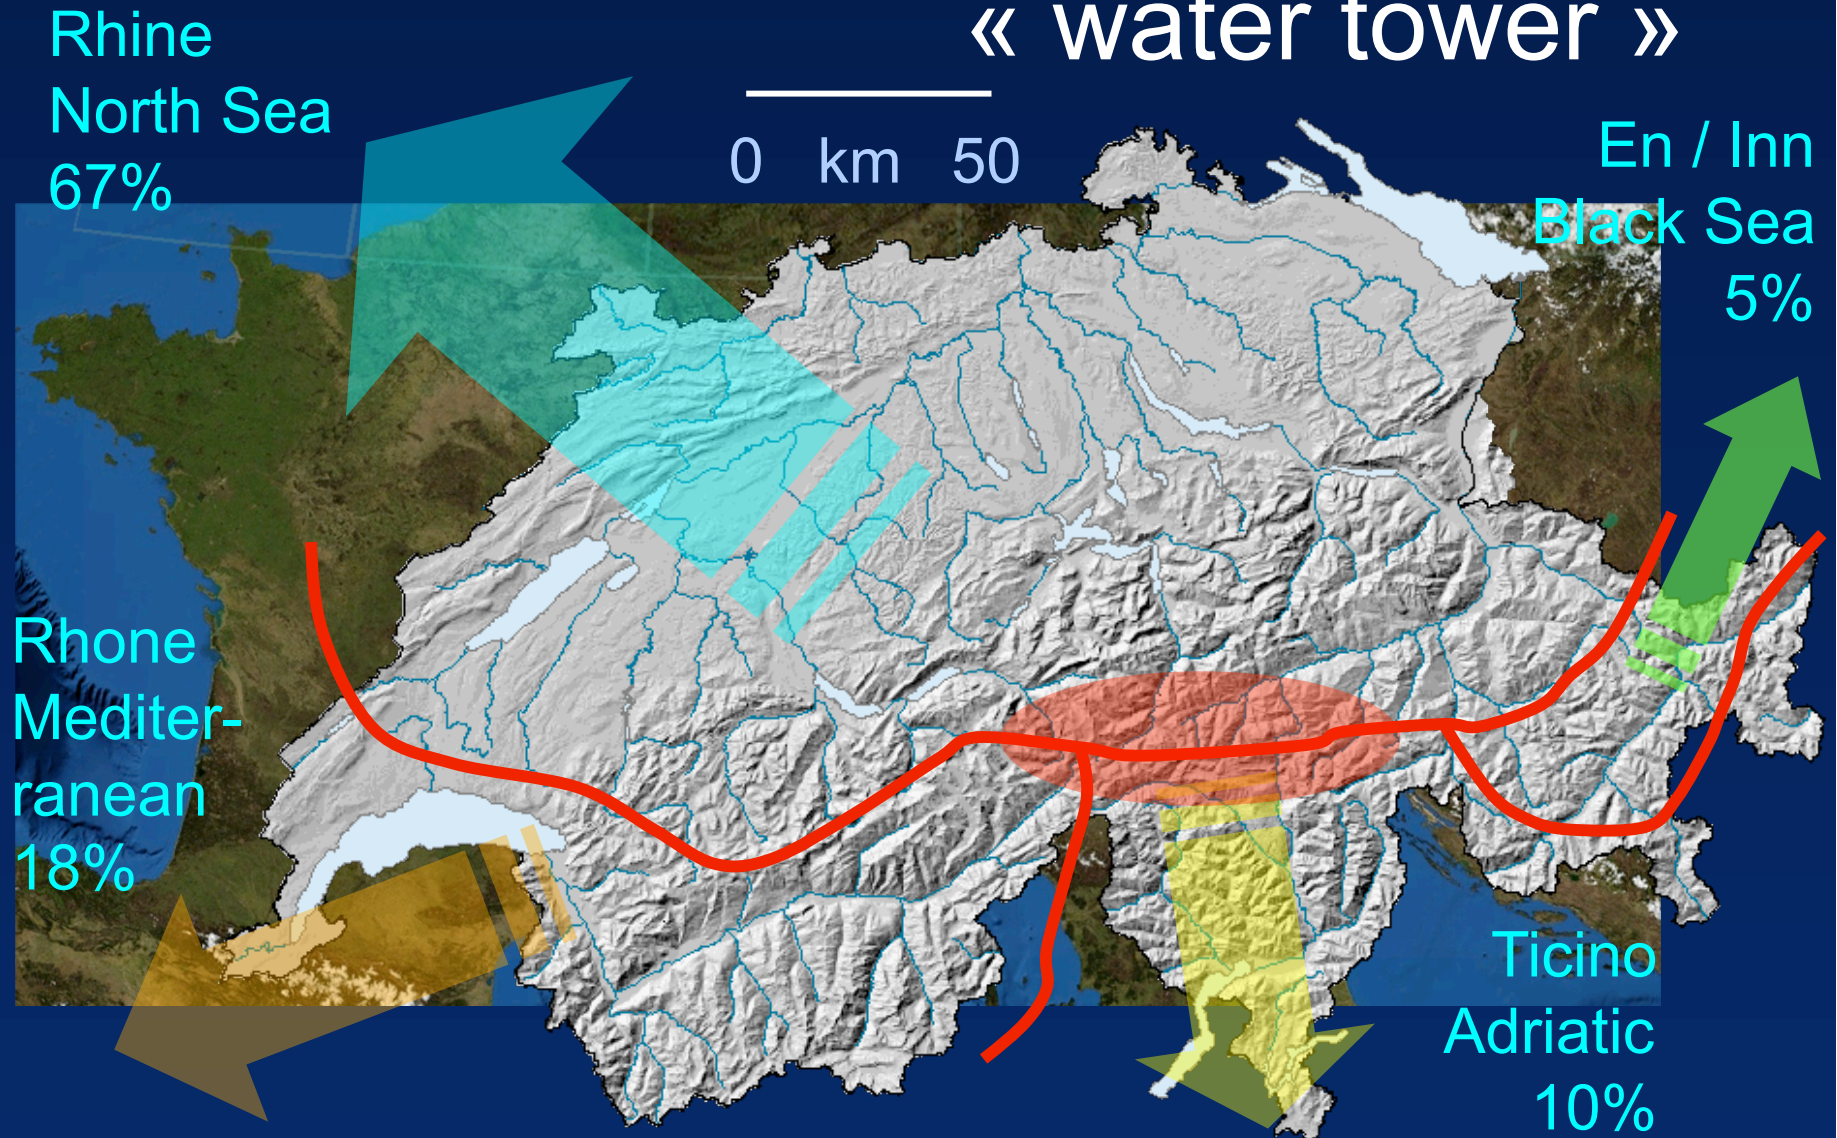 « water tower »
Rhine
North Sea
67%
0 km 50
En / Inn
Black Sea
5%
Rhone
Mediter-
ranean
18%
Ticino
Adriatic
10%